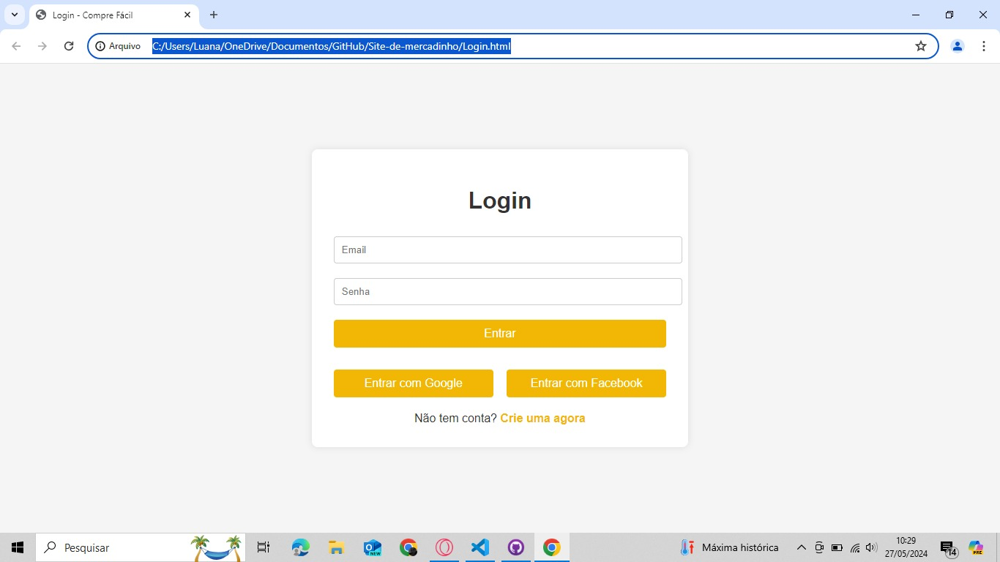 Login - Compre Fácil
Arquivo C:/Users/Luana/OneDrive/Documentos/GitHub/Site-de-mercadinho/Login.html
Login
Email
Senha
Entrar
Entrar com Google Entrar com Facebook
Não tem conta? Crie uma agora
Pesquisar
NEW
Máxima histórica
10:29
27/05/2024
14
PRE